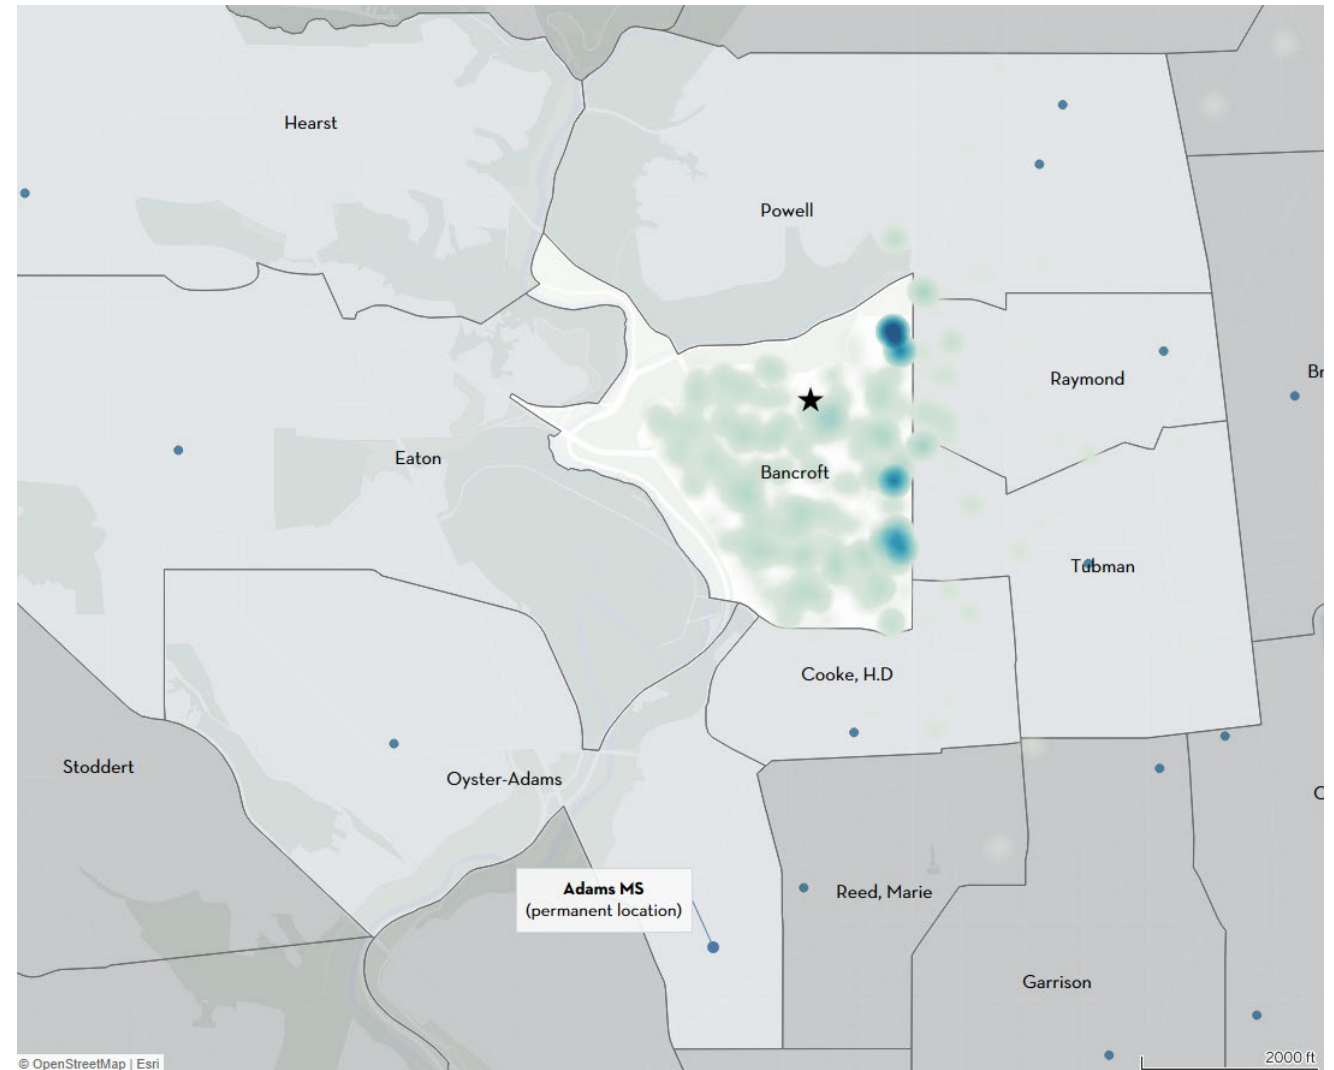 Hearst
Powell
Raymond
Br
Eaton
Bancroft
Tubman
Cooke, H.D
Stoddert
Oyster-Adams
C
Adams MS
(permanent location)
Reed, Marie
Garrison
© OpenStreetMap | Esri
2000 ft